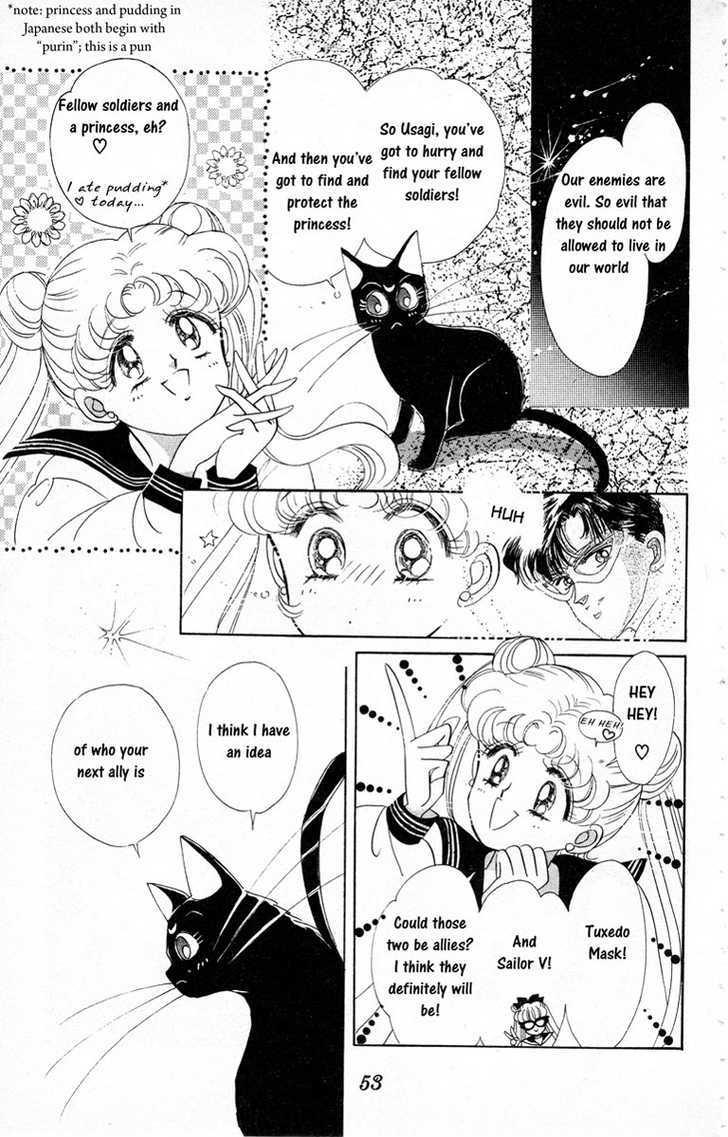 *note: princess and pudding in
Japanese both begin with
“purin”; this is a pun
Our enemies are
evil. So evil that
they should not be
allowed to live in
our world
So Usagi, you’ve
got to hurry and
find your fellow
soldiers!
And then you’ve
got to find and
protect the
princess!
Fellow soldiers and
a princess, eh?
♡
I ate pudding*
♡ today...
HUH
HEY
HEY!
♡
EH HEH!
♡
Tuxedo
Mask!
And
Sailor V!
Could those
two be allies?
I think they
definitely will
be!
I think I have
an idea
of who your
next ally is
53